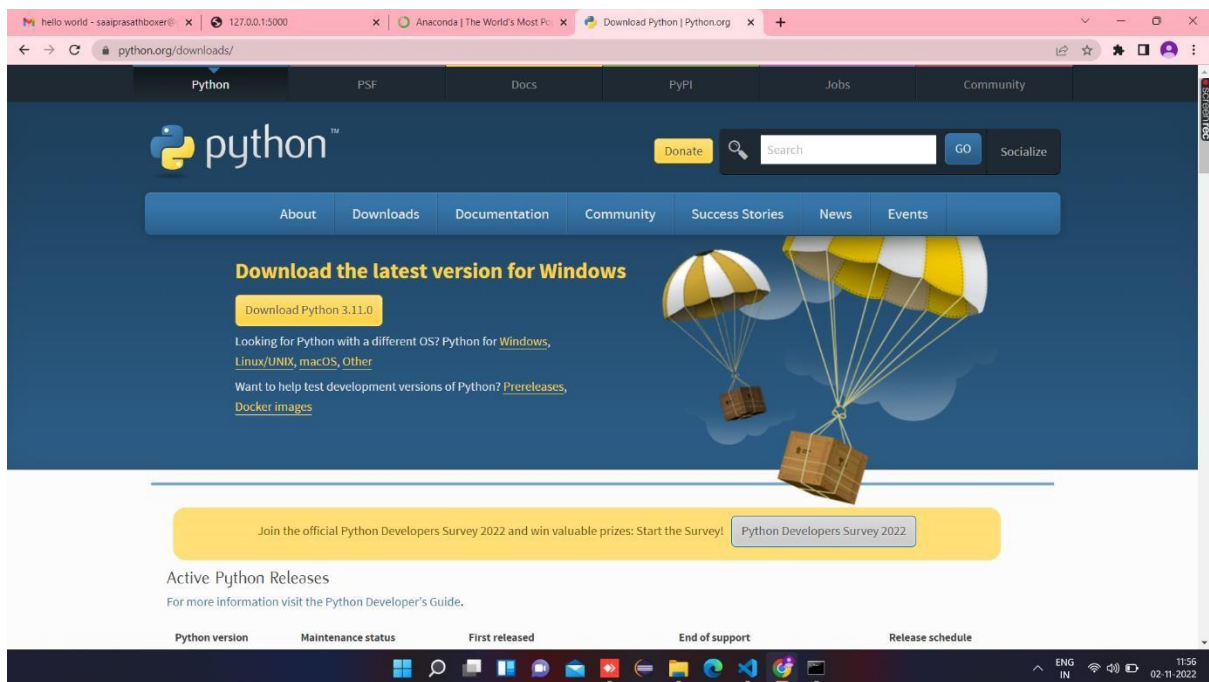 hello world - saaiprasathboxer@
127.0.0.1:5000
Anaconda | The World's Most Po
Download Python | Python.org
python.org/downloads/
Python PSF Docs PyPI Jobs Community
python™
Donate
Search
GO
Socialize
About Downloads Documentation Community Success Stories News Events
Download the latest version for Windows
Download Python 3.11.0
Looking for Python with a different OS? Python for Windows,
Linux/UNIX, macOS, Other
Want to help test development versions of Python? Prereleases,
Docker images
Join the official Python Developers Survey 2022 and win valuable prizes: Start the Survey! Python Developers Survey 2022
Active Python Releases
For more information visit the Python Developer's Guide.
Python version Maintenance status First released End of support Release schedule
screenrec
ENG
IN
11:56
02-11-2022